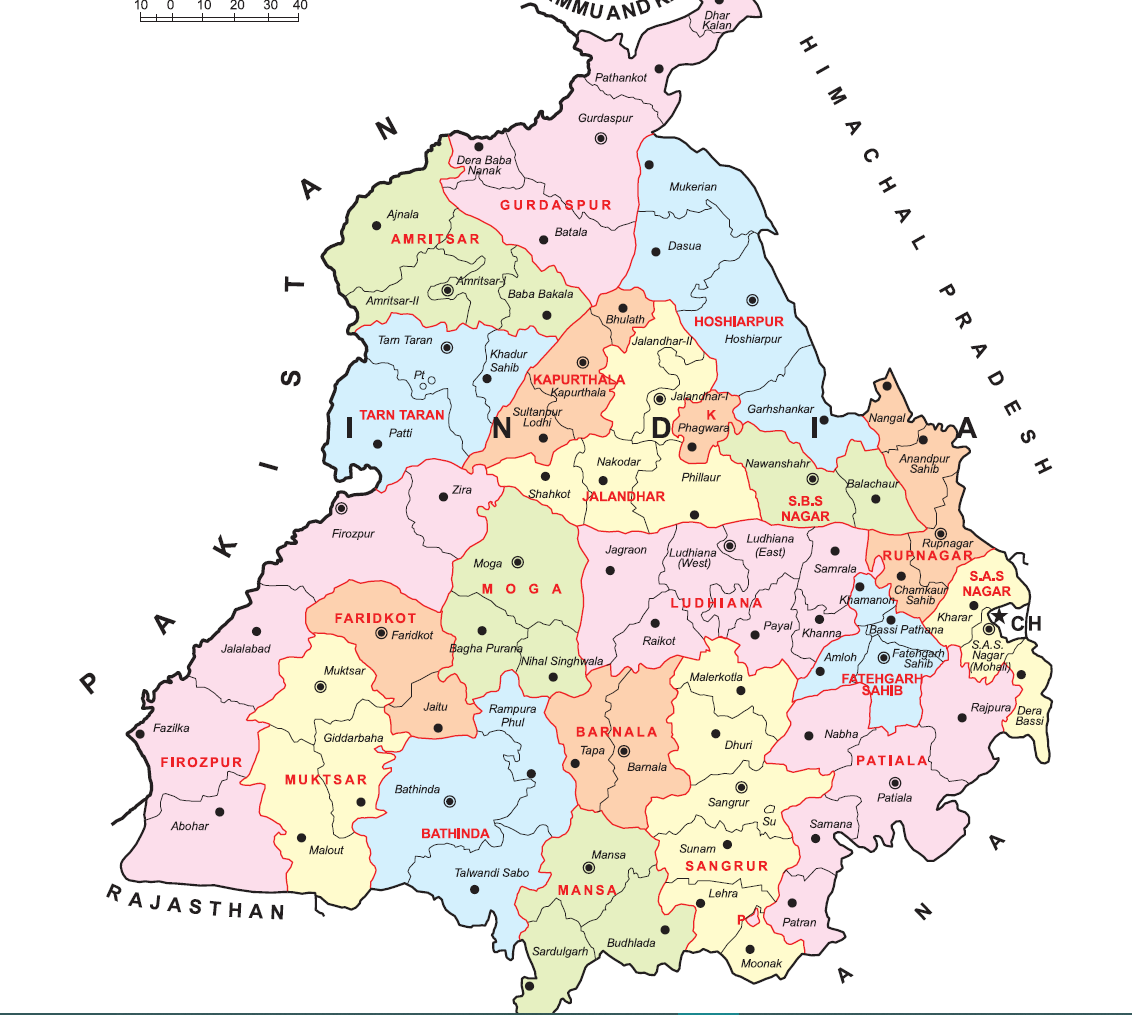 10 0 10 20 30 40
MMU AND K
Dhar
Kalan
HIMACHAL PRADESH
PAKISTAN
Pathankot
Gurdaspur
Dera Baba
Nanak
GURDASPUR
Mukerian
Ajnala
AMRITSAR
Batala
Dasua
Amritsar-I
Amritsar-II
Baba Bakala
HOSHIARPUR
Hoshiarpur
Bhulath
Jalandhar-II
Tarn Taran
Khadur
Sahib
Pt
KAPURTHALA
Kapurthala
Jalandhar-I
K
Phagwara
Garhshankar
TARN TARAN
Patti
Sultanpur
Lodhi
INDIA
Nangal
Anandpur
Sahib
Nakodar
Nawanshahr
Balachaur
Zira
Shahkot
JALANDHAR
Phillaur
S.B.S
NAGAR
Firozpur
Rupnagar
RUPNAGAR
Jagraon
Ludhiana
(West)
Ludhiana
(East)
Samrala
Moga
MOGA
S.A.S
NAGAR
Khamanon
Chamkaur
Sahib
LUDHIANA
Kharar
CH
FARIDKOT
Faridkot
Jalalabad
Bagha Purana
Nihal Singhwala
Raikot
Payal
Khanna
Bassi Pathana
S.A.S.
Nagar
(Mohali)
Amloh
Fatehgarh
Sahib
FATEHGARH
SAHIB
Muktsar
Malerkotla
Jaitu
Rampura
Phul
Rajpura
Dera
Bassi
Fazilka
Giddarbaha
BARNALA
Tapa
Barnala
Dhuri
Nabha
FIROZPUR
MUKTSAR
PATIALA
Patiala
Bathinda
Sangrur
Su
Abohar
BATHINDA
Samana
Malout
Mansa
Sunam
SANGRUR
Talwandi Sabo
MANSA
Lehra
P
Patran
RAJASTHAN
Sardulgarh
Budhlada
Moonak
A N A